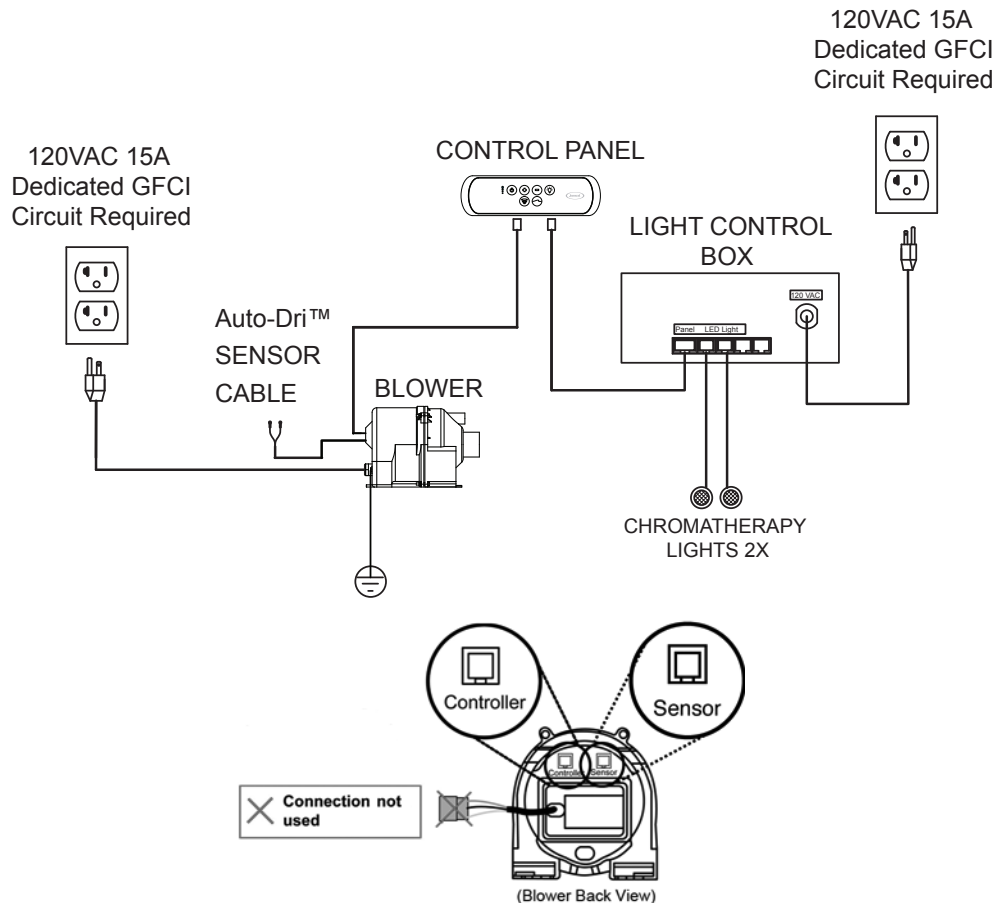 120VAC 15A
Dedicated GFCI
Circuit Required
120VAC 15A
Dedicated GFCI
Circuit Required
CONTROL PANEL
LIGHT CONTROL
BOX
120 VAC
Panel LED Light
Auto-Dri™
SENSOR
CABLE
BLOWER
CHROMATHERAPY
LIGHTS 2X
Controller
Sensor
Controller
Sensor
Connection not
used
(Blower Back View)